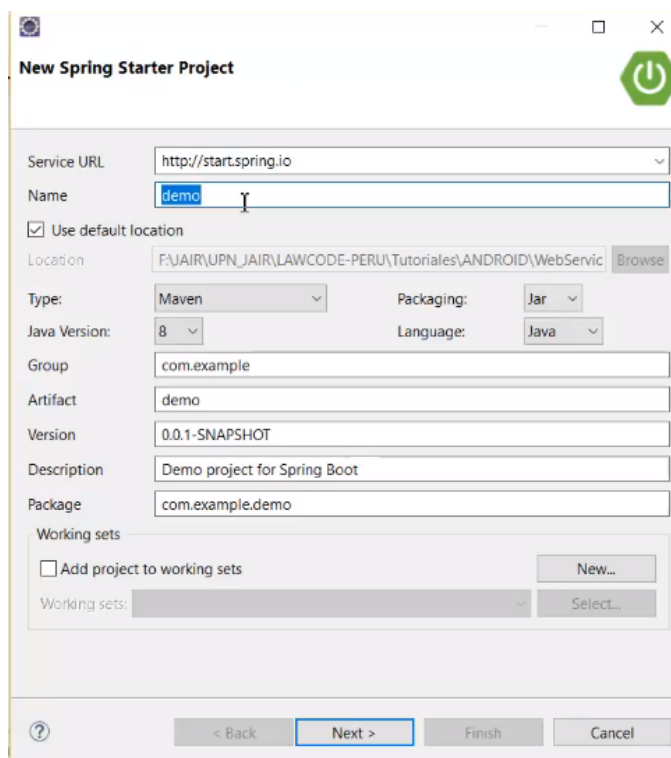 New Spring Starter Project
Service URL http://start.spring.io
Name demo
Use default location
Location F:\JAIR\UPN_JAIR\LAWCODE-PERU\Tutoriales\ANDROID\WebServic Browse
Type: Maven Packaging: Jar
Java Version: 8 Language: Java
Group com.example
Artifact demo
Version 0.0.1-SNAPSHOT
Description Demo project for Spring Boot
Package com.example.demo
Working sets
Add project to working sets New...
Working sets: Select...
? < Back Next > Finish Cancel